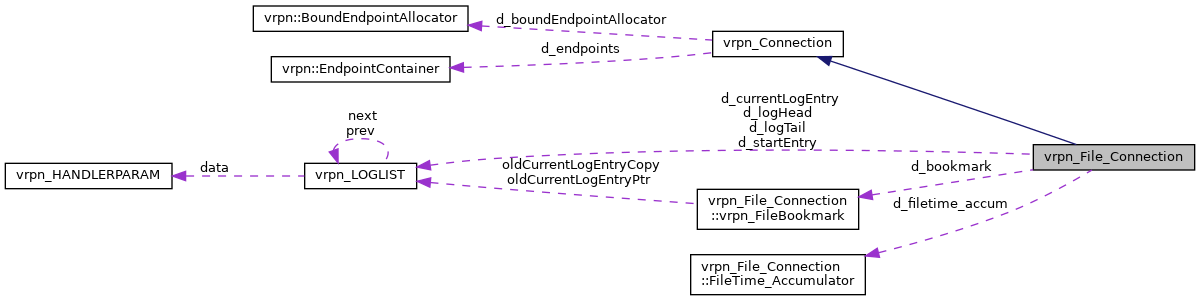 vrpn::BoundEndpointAllocator
d_boundEndpointAllocator
vrpn_Connection
d_endpoints
vrpn::EndpointContainer
d_currentLogEntry
d_logHead
d_logTail
d_startEntry
next
prev
vrpn_File_Connection
oldCurrentLogEntryCopy
oldCurrentLogEntryPtr
d_bookmark
data
vrpn_HANDLERPARAM
vrpn_LOGLIST
vrpn_File_Connection
::vrpn_FileBookmark
d_filetime_accum
vrpn_File_Connection
::FileTime_Accumulator